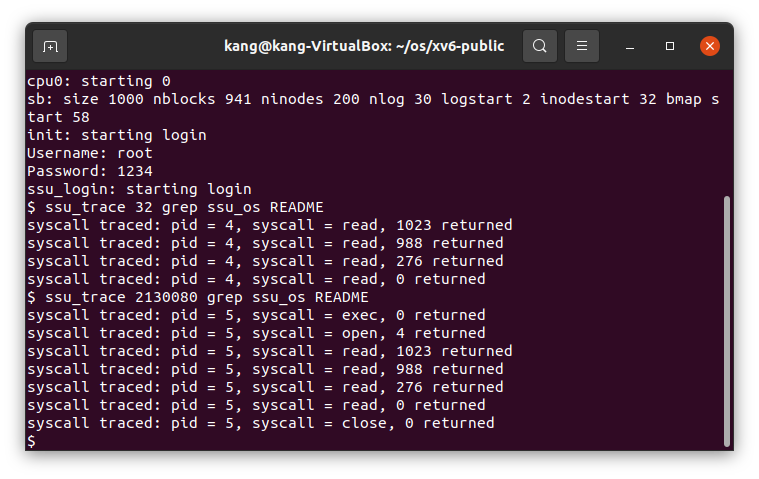 kang@kang-VirtualBox: ~/os/xv6-public
cpu0: starting 0
sb: size 1000 nblocks 941 ninodes 200 nlog 30 logstart 2 inodestart 32 bmap s
tart 58
init: starting login
Username: root
Password: 1234
ssu_login: starting login
$ ssu_trace 32 grep ssu_os README
syscall traced: pid = 4, syscall = read, 1023 returned
syscall traced: pid = 4, syscall = read, 988 returned
syscall traced: pid = 4, syscall = read, 276 returned
syscall traced: pid = 4, syscall = read, 0 returned
$ ssu_trace 2130080 grep ssu_os README
syscall traced: pid = 5, syscall = exec, 0 returned
syscall traced: pid = 5, syscall = open, 4 returned
syscall traced: pid = 5, syscall = read, 1023 returned
syscall traced: pid = 5, syscall = read, 988 returned
syscall traced: pid = 5, syscall = read, 276 returned
syscall traced: pid = 5, syscall = read, 0 returned
syscall traced: pid = 5, syscall = close, 0 returned
$